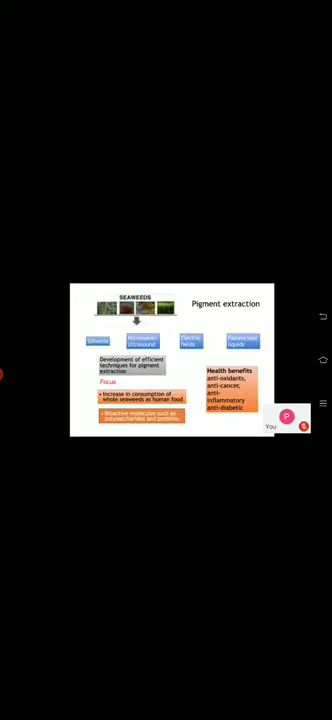 SEAWEEDS
Pigment extraction
Solvents
Microwave/
Ultrasound
Electric
fields
Pressurised
liquids
Development of efficient
techniques for pigment
extraction
Focus
• Increase in consumption of
whole seaweeds as human food
• Bioactive molecules such as
polysaccharides and proteins
Health benefits
anti-oxidants,
anti-cancer,
anti-
inflammatory
anti-diabetic
P
You